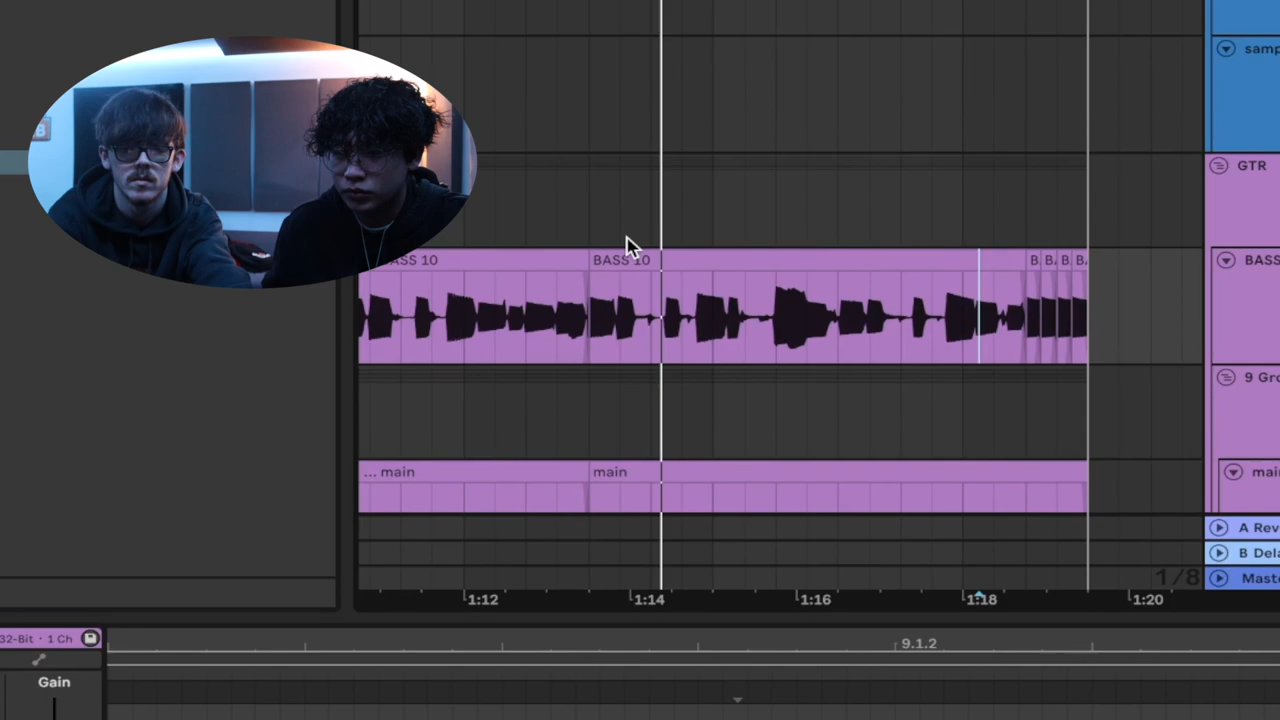 samp
GTR
BASS 10
BASS 10
B
B
B
B
BASS
9 Gro
... main
main
mai
A Rev
B Dela
Maste
1/8
1:12
1:14
1:16
1:18
1:20
32-Bit · 1 Ch
9.1.2
Gain